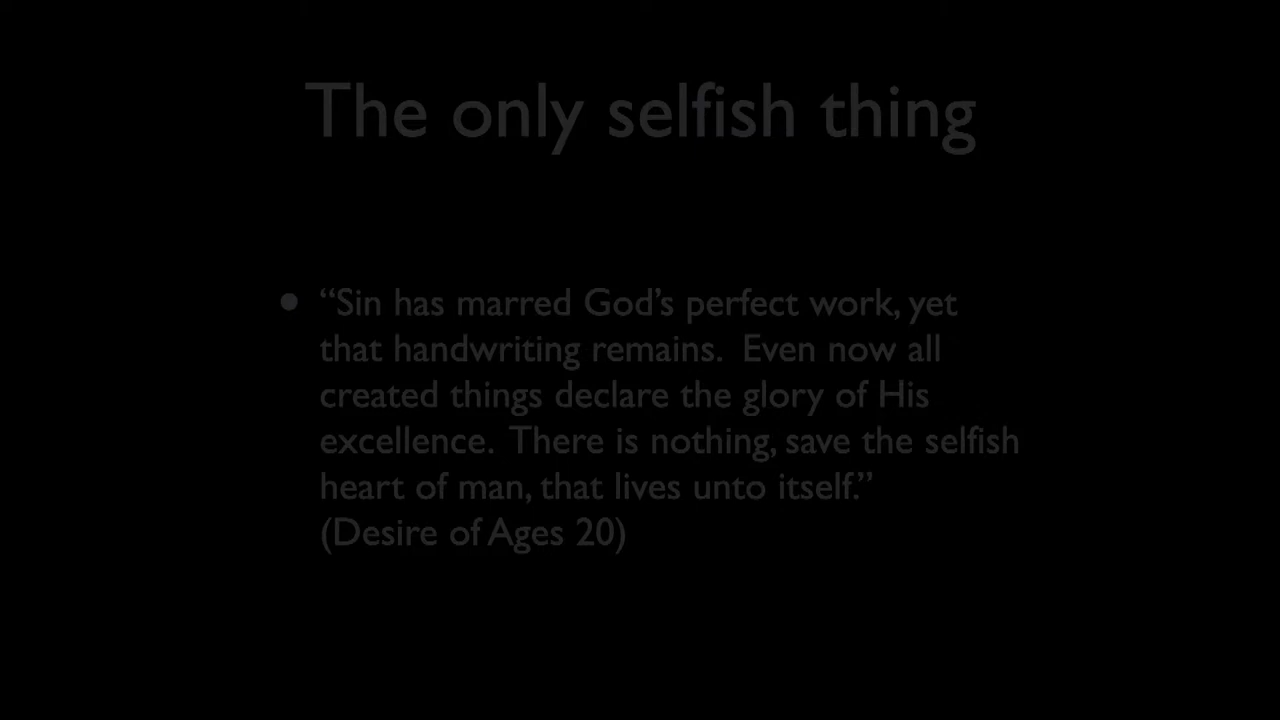 The only selfish thing
• “Sin has marred God’s perfect work, yet
that handwriting remains.  Even now all
created things declare the glory of His
excellence.  There is nothing, save the selfish
heart of man, that lives unto itself.”
(Desire of Ages 20)